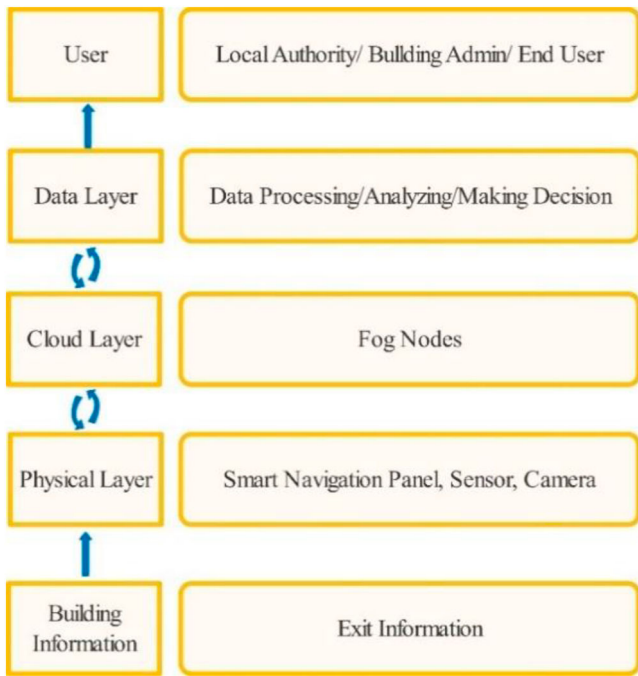 User
Local Authority/ Building Admin/ End User
Data Layer
Data Processing/Analyzing/Making Decision
Cloud Layer
Fog Nodes
Physical Layer
Smart Navigation Panel, Sensor, Camera
Building
Information
Exit Information